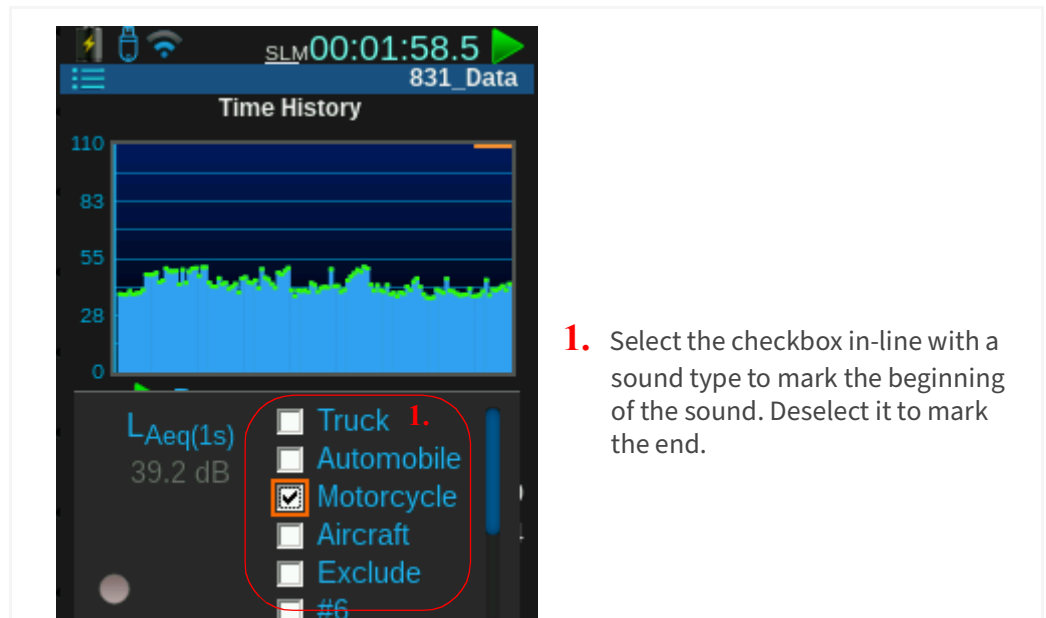 SLM00:01:58.5
831_Data
Time History
110
83
55
28
0
LAeq(1s)
39.2 dB
Truck 1.
Automobile
Motorcycle
Aircraft
Exclude
#6
1. Select the checkbox in-line with a
sound type to mark the beginning
of the sound. Deselect it to mark
the end.